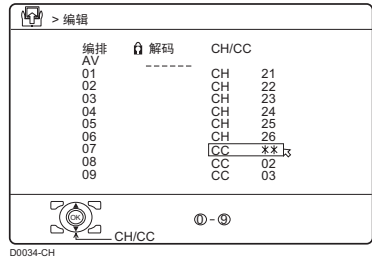 > 编辑
编排 解码 CH/CC
AV ------
01 CH 21
02 CH 22
03 CH 23
04 CH 24
05 CH 25
06 CH 26
07 CC **
08 CC 02
09 CC 03
OK
0 - 9
CH/CC
D0034-CH